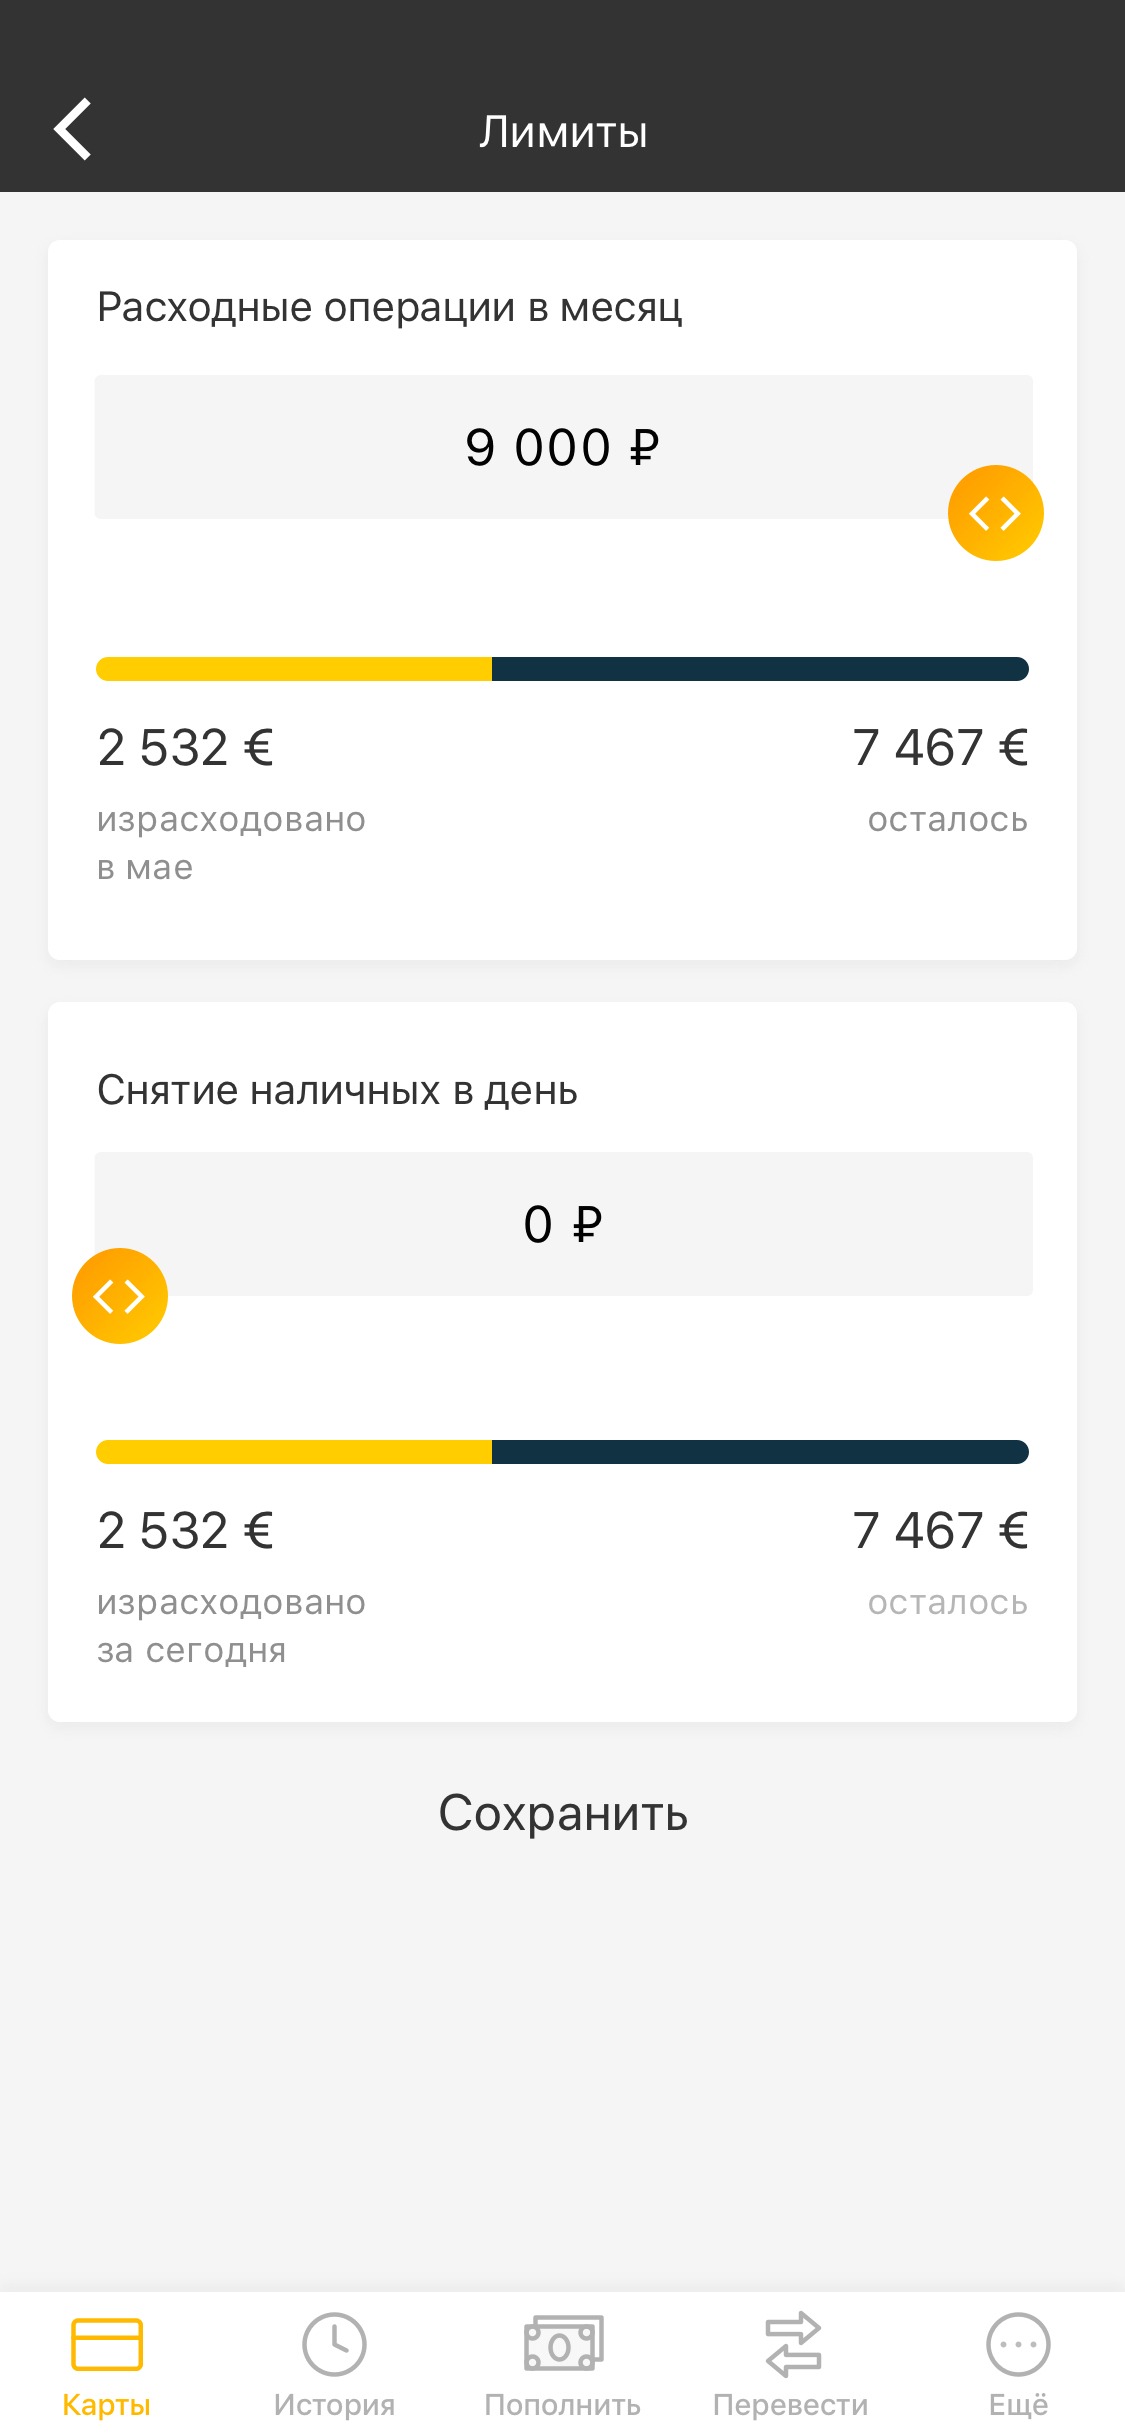 Лимиты
Расходные операции в месяц
9 000 ₽
2 532 € 7 467 €
израсходовано осталось
в мае
Снятие наличных в день
0 ₽
2 532 € 7 467 €
израсходовано осталось
за сегодня
Сохранить
Карты История Пополнить Перевести Ещё